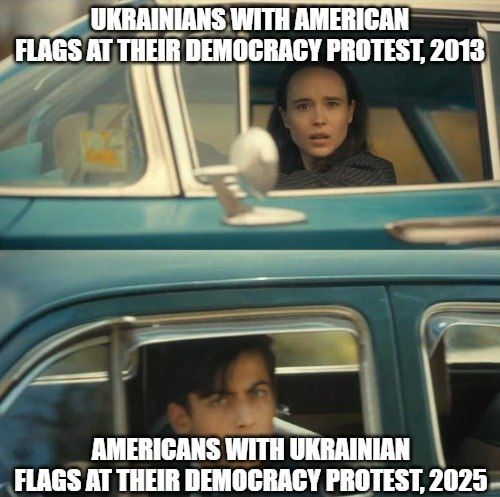 UKRAINIANS WITH AMERICAN
FLAGS AT THEIR DEMOCRACY PROTEST, 2013
AMERICANS WITH UKRAINIAN
FLAGS AT THEIR DEMOCRACY PROTEST, 2025